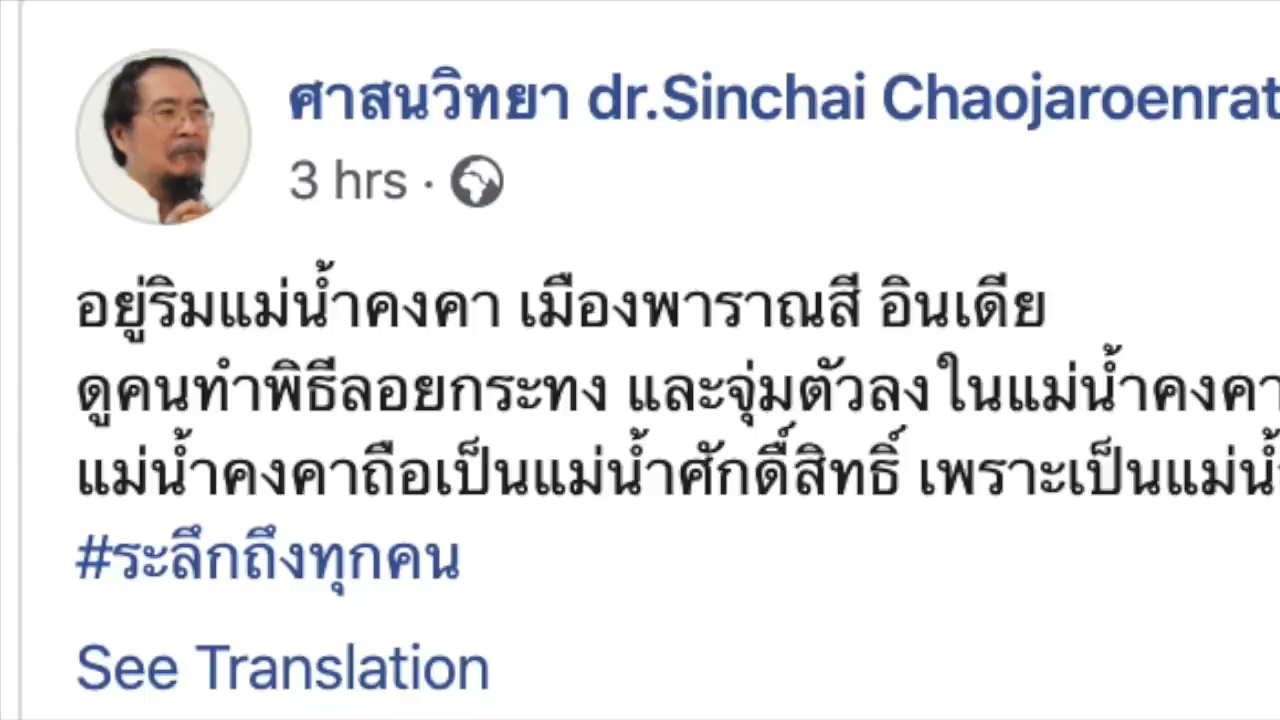 ศาสนวิทยา dr.Sinchai Chaojaroenrat
3 hrs ·
อยู่ริมแม่น้ำคงคา เมืองพาราณสี อินเดีย
ดูคนทำพิธีลอยกระทง และจุ่มตัวลงในแม่น้ำคงคา
แม่น้ำคงคาถือเป็นแม่น้ำศักดิ์สิทธิ์ เพราะเป็นแม่น้ำ
#ระลึกถึงทุกคน
See Translation